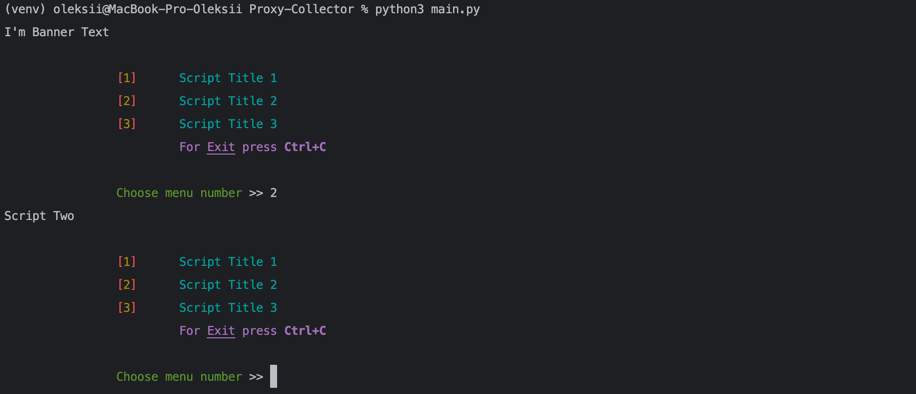 (venv) oleksii@MacBook-Pro-Oleksii Proxy-Collector % python3 main.py
I'm Banner Text
[1] Script Title 1
[2] Script Title 2
[3] Script Title 3
For Exit press Ctrl+C
Choose menu number >> 2
Script Two
[1] Script Title 1
[2] Script Title 2
[3] Script Title 3
For Exit press Ctrl+C
Choose menu number >>